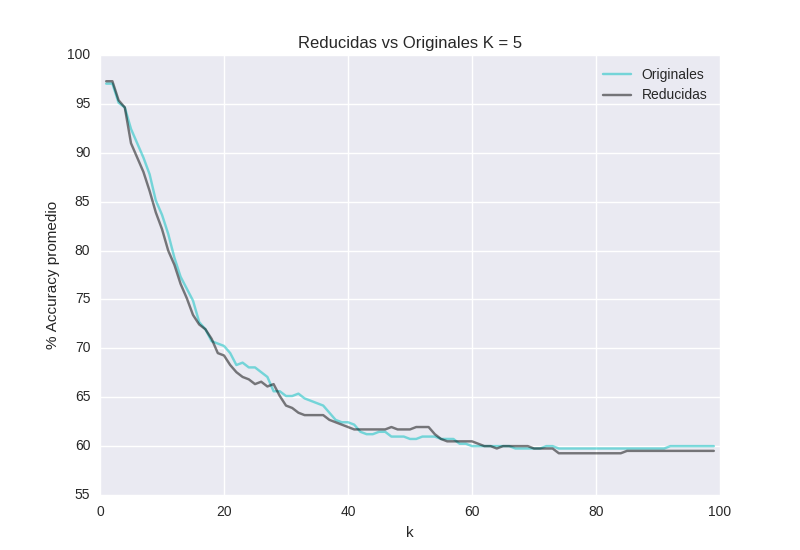 Reducidas vs Originales K = 5
Originales
Reducidas
100
95
90
85
80
75
70
65
60
55
% Accuracy promedio
0 20 40 60 80 100
k